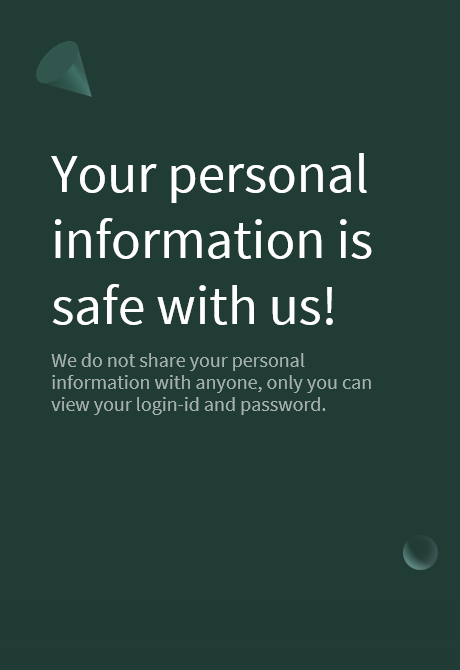 Your personal
information is
safe with us!
We do not share your personal
information with anyone, only you can
view your login-id and password.